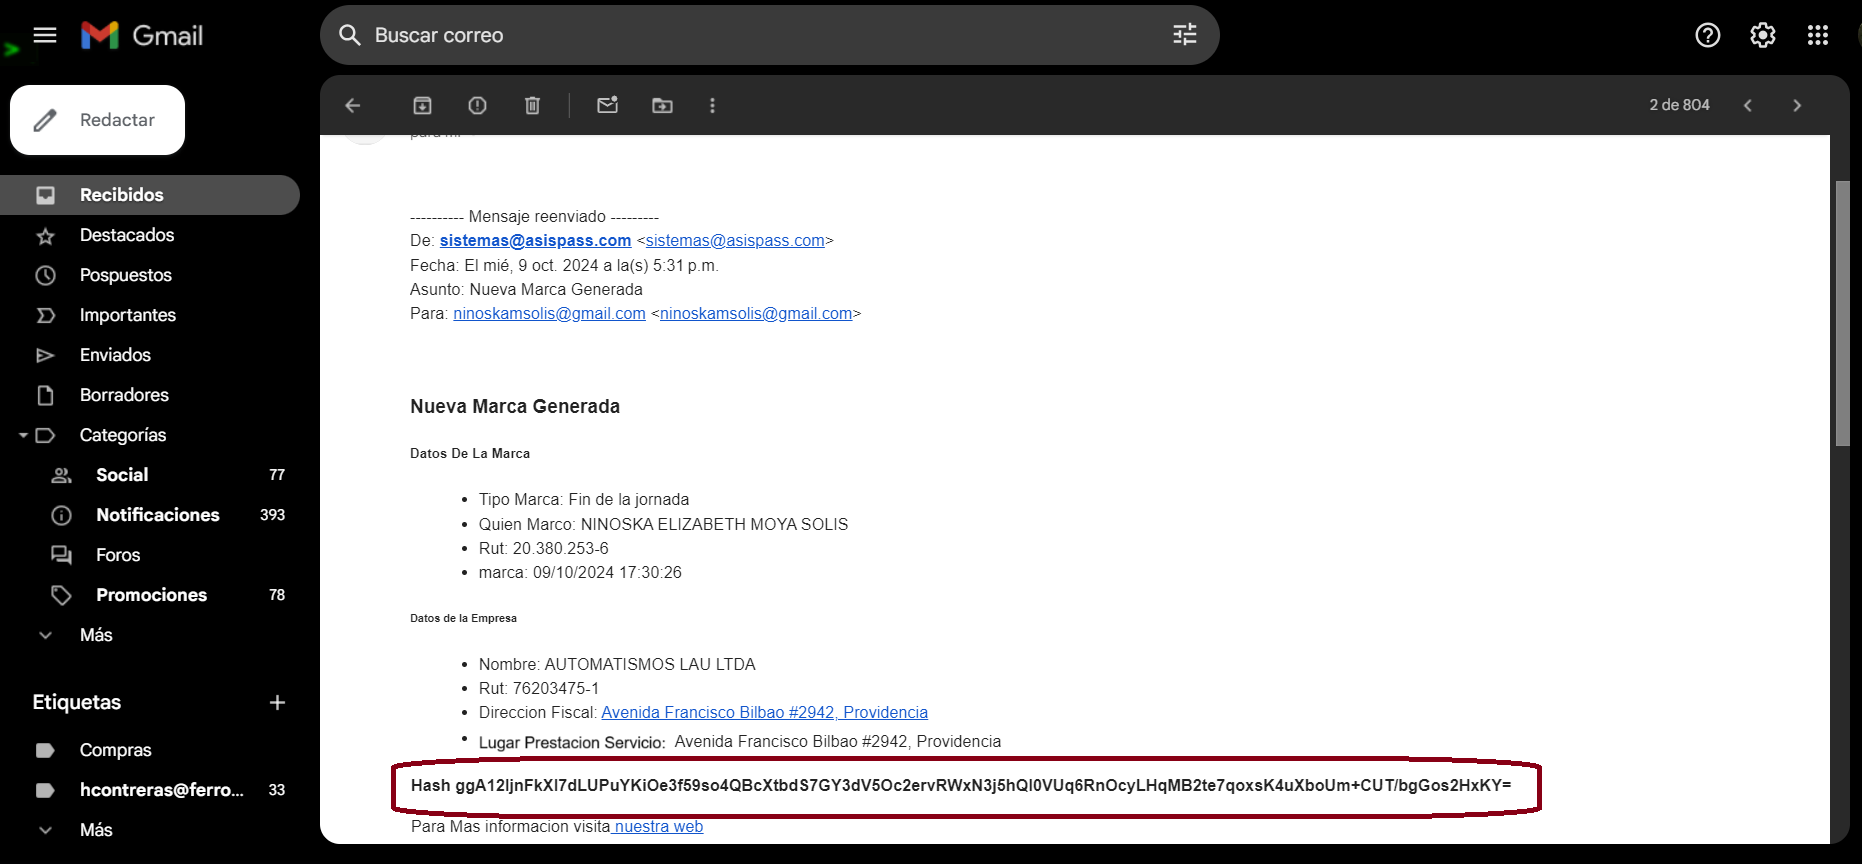 Gmail
Buscar correo
Redactar
2 de 804
Recibidos
Destacados
Pospuestos
Importantes
Enviados
Borradores
Categorías
Social 77
Notificaciones 393
Foros
Promociones 78
Más
Etiquetas
Compras
hcontreras@ferro... 33
Más
para mí
---------- Mensaje reenviado ---------
De: sistemas@asispass.com <sistemas@asispass.com>
Fecha: El mié, 9 oct. 2024 a la(s) 5:31 p.m.
Asunto: Nueva Marca Generada
Para: ninoskamsolis@gmail.com <ninoskamsolis@gmail.com>
Nueva Marca Generada
Datos De La Marca
• Tipo Marca: Fin de la jornada
• Quien Marco: NINOSKA ELIZABETH MOYA SOLIS
• Rut: 20.380.253-6
• marca: 09/10/2024 17:30:26
Datos de la Empresa
• Nombre: AUTOMATISMOS LAU LTDA
• Rut: 76203475-1
• Direccion Fiscal: Avenida Francisco Bilbao #2942, Providencia
• Lugar Prestacion Servicio: Avenida Francisco Bilbao #2942, Providencia
Hash ggA12IjnFkXI7dLUPuYKiOe3f59so4QBcXtbdS7GY3dV5Oc2ervRWxN3j5hQI0VUq6RnOcyLHqMB2te7qoxsK4uXboUm+CUT/bgGos2HxKY=
Para Mas informacion visita nuestra web